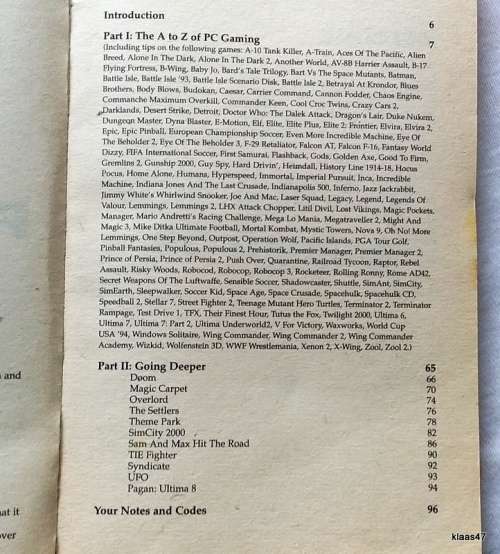 Introduction 6
Part I: The A to Z of PC Gaming 7
(Including tips on the following games: A-10 Tank Killer, A-Train, Aces Of The Pacific, Alien
Breed, Alone In The Dark, Alone In The Dark 2, Another World, AV-8B Harrier Assault, B-17
Flying Fortress, B-Wing, Baby Jo, Bard's Tale Trilogy, Bart Vs The Space Mutants, Batman,
Battle Isle, Battle Isle '93, Battle Isle Scenario Disk, Battle Isle 2, Betrayal At Krondor, Blues
Brothers, Body Blows, Budokan, Caesar, Carrier Command, Cannon Fodder, Chaos Engine,
Commanche Maximum Overkill, Commander Keen, Cool Croc Twins, Crazy Cars 2,
Darklands, Desert Strike, Detroit, Doctor Who: The Dalek Attack, Dragon's Lair, Duke Nukem,
Dungeon Master, Dyna Blaster, E-Motion, Elf, Elite, Elite Plus, Elite 2: Frontier, Elvira, Elvira 2,
Epic, Epic Pinball, European Championship Soccer, Even More Incredible Machine, Eye Of
The Beholder, Eye Of The Beholder 2, Eye Of The Beholder 3, F-29 Retaliator, Falcon AT, Falcon F-16, Fantasy World
Dizzy, FIFA International Soccer, First Samurai, Flashback, Gods, Golden Axe, Good To Firm,
Gremlins 2, Gunship 2000, Guy Spy, Hard Drivin', Heimdall, History Line 1914-18, Hocus
Pocus, Home Alone, Humans, Hyperspeed, Immortal, Imperial Pursuit, Inca, Incredible
Machine, Indiana Jones And The Last Crusade, Indianapolis 500, Inferno, Jazz Jackrabbit,
Jimmy White's Whirlwind Snooker, Joe And Mac, Laser Squad, Legacy, Legend, Legends Of
Valour, Lemmings, Lemmings 2, LHX Attack Chopper, Litil Divil, Lost Vikings, Magic Pockets,
Manager, Mario Andretti's Racing Challenge, Mega Lo Mania, Megatraveller 2, Might And
Magic 3, Mike Ditka Ultimate Football, Mortal Kombat, Mystic Towers, Nova 9, Oh No! More
Lemmings, One Step Beyond, Outpost, Operation Wolf, Pacific Islands, PGA Tour Golf,
Pinball Fantasies, Populous, Populous 2, Prehistorik, Premier Manager, Premier Manager 2,
Prince of Persia, Prince of Persia 2, Push Over, Quarantine, Railroad Tycoon, Raptor, Rebel
Assault, Risky Woods, Robocod, Robocop, Robocop 3, Rocketeer, Rolling Ronny, Rome AD42,
Secret Weapons Of The Luftwaffe, Sensible Soccer, Shadowcaster, Shuttle, SimAnt, SimCity,
SimEarth, Sleepwalker, Soccer Kid, Space Age, Space Crusade, Spacehulk, Spacehulk CD,
Speedball 2, Stellar 7, Street Fighter 2, Teenage Mutant Hero Turtles, Terminator 2, Terminator
Rampage, Test Drive 1, TFX, Their Finest Hour, Tutus the Fox, Twilight 2000, Ultima 6,
Ultima 7, Ultima 7: Part 2, Ultima Underworld2, V For Victory, Waxworks, World Cup
USA '94, Windows Solitaire, Wing Commander, Wing Commander 2, Wing Commander
Academy, Wizkid, Wolfenstein 3D, WWF Wrestlemania, Xenon 2, X-Wing, Zool, Zool 2.)
Part II: Going Deeper 65
Doom 66
Magic Carpet 70
Overlord 74
The Settlers 76
Theme Park 78
SimCity 2000 82
Sam And Max Hit The Road 86
TIE Fighter 90
Syndicate 92
UFO 93
Pagan: Ultima 8 94
Your Notes and Codes 96
and
at it
over
klaas47